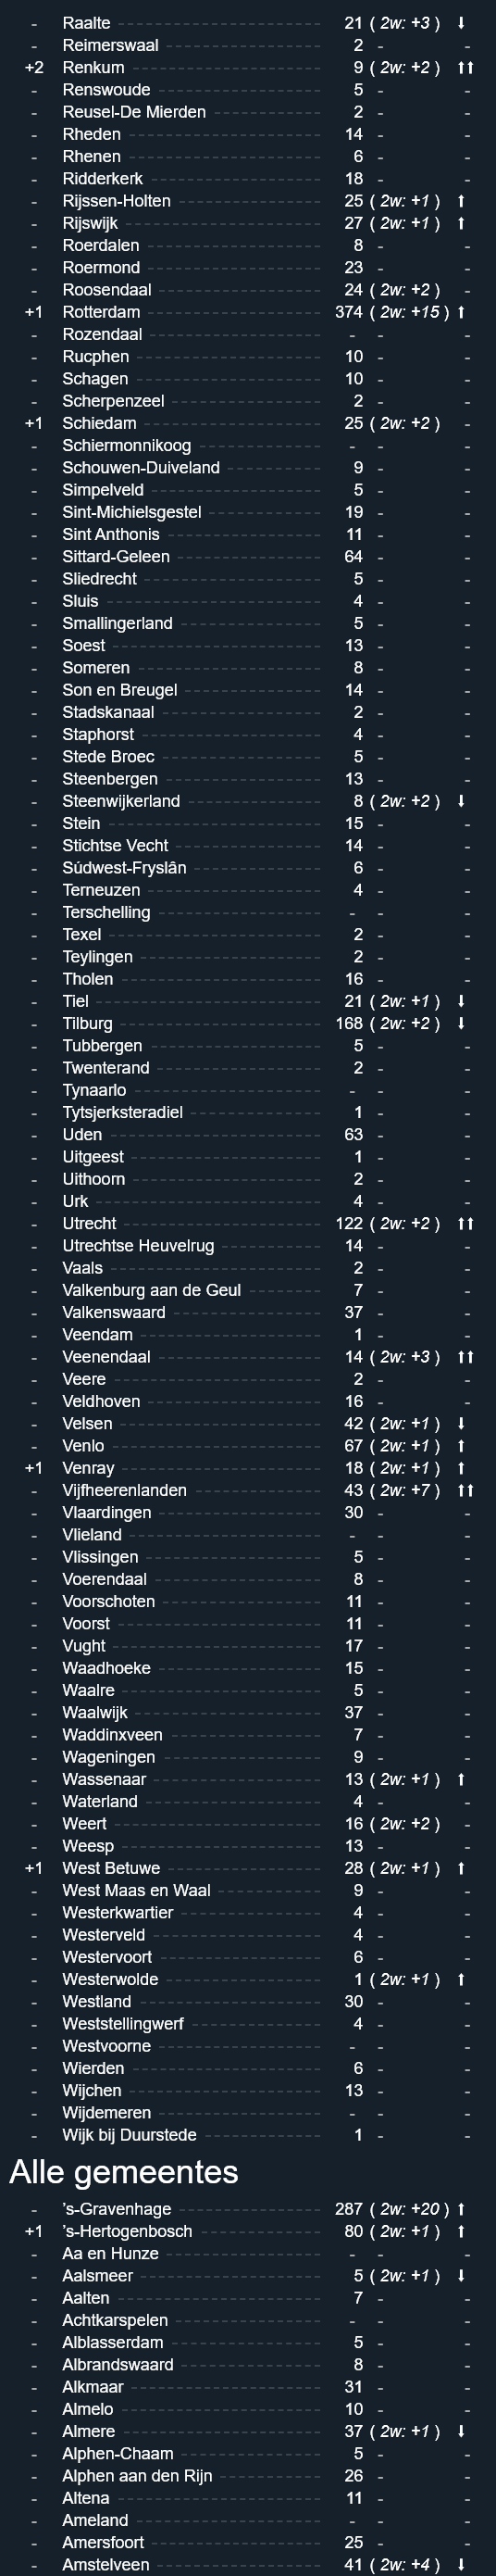 - Raalte 21 ( 2w: +3 ) ⬇
- Reimerswaal 2 - -
+2 Renkum 9 ( 2w: +2 ) ⬆⬆
- Renswoude 5 - -
- Reusel-De Mierden 2 - -
- Rheden 14 - -
- Rhenen 6 - -
- Ridderkerk 18 - -
- Rijssen-Holten 25 ( 2w: +1 ) ⬆
- Rijswijk 27 ( 2w: +1 ) ⬆
- Roerdalen 8 - -
- Roermond 23 - -
- Roosendaal 24 ( 2w: +2 ) -
+1 Rotterdam 374 ( 2w: +15 ) ⬆
- Rozendaal - - -
- Rucphen 10 - -
- Schagen 10 - -
- Scherpenzeel 2 - -
+1 Schiedam 25 ( 2w: +2 ) -
- Schiermonnikoog - - -
- Schouwen-Duiveland 9 - -
- Simpelveld 5 - -
- Sint-Michielsgestel 19 - -
- Sint Anthonis 11 - -
- Sittard-Geleen 64 - -
- Sliedrecht 5 - -
- Sluis 4 - -
- Smallingerland 5 - -
- Soest 13 - -
- Someren 8 - -
- Son en Breugel 14 - -
- Stadskanaal 2 - -
- Staphorst 4 - -
- Stede Broec 5 - -
- Steenbergen 13 - -
- Steenwijkerland 8 ( 2w: +2 ) ⬇
- Stein 15 - -
- Stichtse Vecht 14 - -
- Súdwest-Fryslân 6 - -
- Terneuzen 4 - -
- Terschelling - - -
- Texel 2 - -
- Teylingen 2 - -
- Tholen 16 - -
- Tiel 21 ( 2w: +1 ) ⬇
- Tilburg 168 ( 2w: +2 ) ⬇
- Tubbergen 5 - -
- Twenterand 2 - -
- Tynaarlo - - -
- Tytsjerksteradiel 1 - -
- Uden 63 - -
- Uitgeest 1 - -
- Uithoorn 2 - -
- Urk 4 - -
- Utrecht 122 ( 2w: +2 ) ⬆⬆
- Utrechtse Heuvelrug 14 - -
- Vaals 2 - -
- Valkenburg aan de Geul 7 - -
- Valkenswaard 37 - -
- Veendam 1 - -
- Veenendaal 14 ( 2w: +3 ) ⬆⬆
- Veere 2 - -
- Veldhoven 16 - -
- Velsen 42 ( 2w: +1 ) ⬇
- Venlo 67 ( 2w: +1 ) ⬆
+1 Venray 18 ( 2w: +1 ) ⬆
- Vijfheerenlanden 43 ( 2w: +7 ) ⬆⬆
- Vlaardingen 30 - -
- Vlieland - - -
- Vlissingen 5 - -
- Voerendaal 8 - -
- Voorschoten 11 - -
- Voorst 11 - -
- Vught 17 - -
- Waadhoeke 15 - -
- Waalre 5 - -
- Waalwijk 37 - -
- Waddinxveen 7 - -
- Wageningen 9 - -
- Wassenaar 13 ( 2w: +1 ) ⬆
- Waterland 4 - -
- Weert 16 ( 2w: +2 ) -
- Weesp 13 - -
+1 West Betuwe 28 ( 2w: +1 ) ⬆
- West Maas en Waal 9 - -
- Westerkwartier 4 - -
- Westerveld 4 - -
- Westervoort 6 - -
- Westerwolde 1 ( 2w: +1 ) ⬆
- Westland 30 - -
- Weststellingwerf 4 - -
- Westvoorne - - -
- Wierden 6 - -
- Wijchen 13 - -
- Wijdemeren - - -
- Wijk bij Duurstede 1 - -
Alle gemeentes
- 's-Gravenhage 287 ( 2w: +20 ) ⬆
+1 's-Hertogenbosch 80 ( 2w: +1 ) ⬆
- Aa en Hunze - - -
- Aalsmeer 5 ( 2w: +1 ) ⬇
- Aalten 7 - -
- Achtkarspelen - - -
- Alblasserdam 5 - -
- Albrandswaard 8 - -
- Alkmaar 31 - -
- Almelo 10 - -
- Almere 37 ( 2w: +1 ) ⬇
- Alphen-Chaam 5 - -
- Alphen aan den Rijn 26 - -
- Altena 11 - -
- Ameland - - -
- Amersfoort 25 - -
- Amstelveen 41 ( 2w: +4 ) ⬇